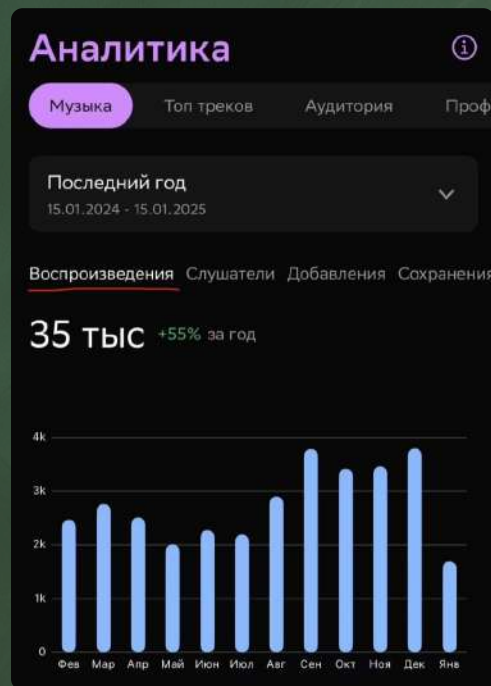 Аналитика
Музыка Топ треков Аудитория Проф
Последний год
15.01.2024 - 15.01.2025
Воспроизведения Слушатели Добавления Сохранения
35 тыс +55% за год
4k
3k
2k
1k
0
Фев Мар Апр Май Июн Июл Авг Сен Окт Ноя Дек Янв